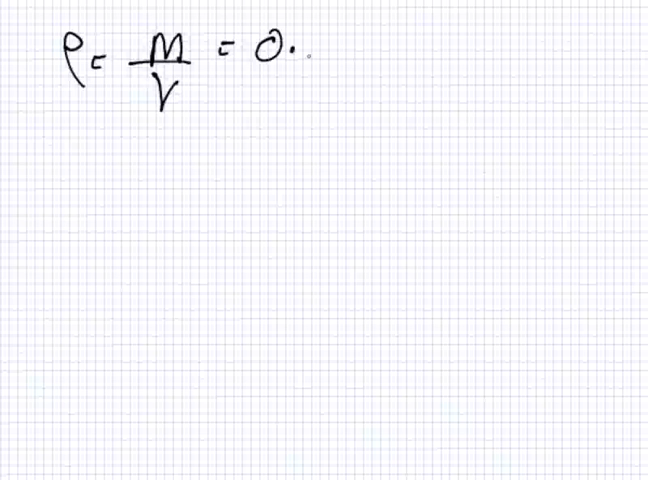 ρ = M/V = 0.